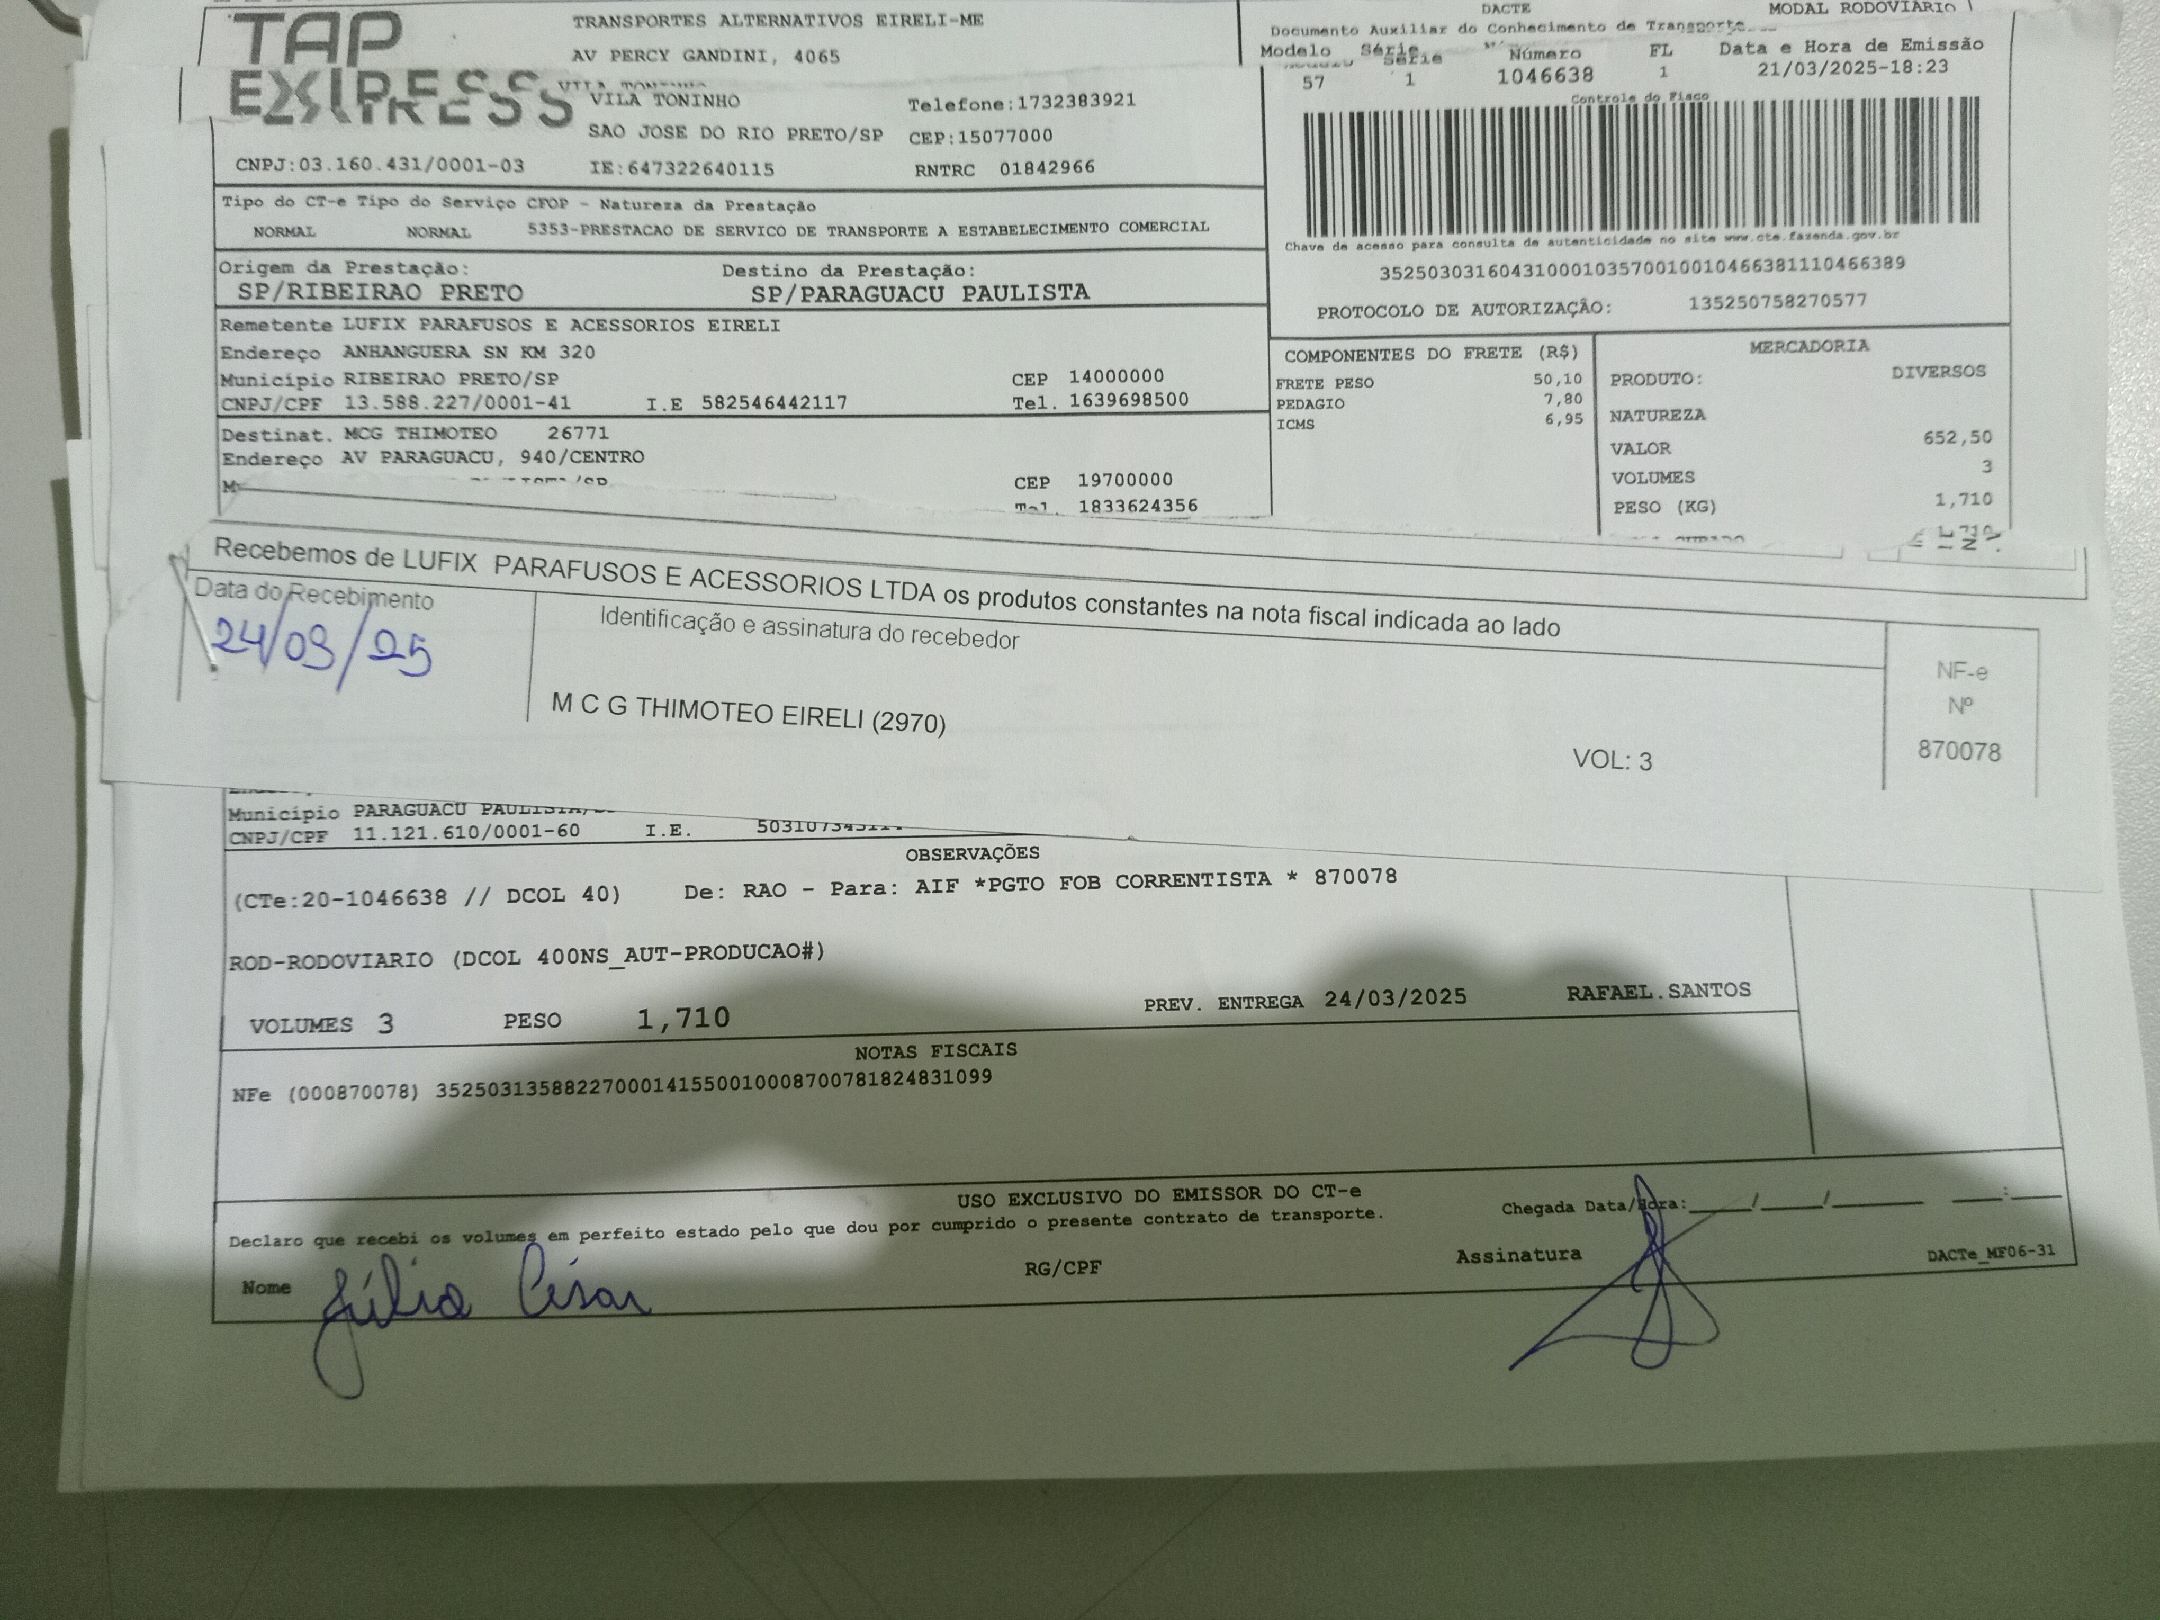 TAP
EXPRESS
TRANSPORTES ALTERNATIVOS EIRELI-ME
AV PERCY GANDINI, 4065
VILA TONINHO
Telefone:1732383921
SAO JOSE DO RIO PRETO/SP CEP:15077000
CNPJ:03.160.431/0001-03 IE:647322640115 RNTRC 01842966
DACTE MODAL RODOVIARIO
Documento Auxiliar do Conhecimento de Transporte
Modelo Série Número FL Data e Hora de Emissão
57 1 1046638 1 21/03/2025-18:23
Controle do Fisco
Chave de acesso para consulta de autenticidade no site www.cte.fazenda.gov.br
35250303160431000103570010010466381110466389
PROTOCOLO DE AUTORIZAÇÃO: 135250758270577
Tipo do CT-e Tipo do Serviço CFOP - Natureza da Prestação
NORMAL NORMAL 5353-PRESTACAO DE SERVICO DE TRANSPORTE A ESTABELECIMENTO COMERCIAL
Origem da Prestação: Destino da Prestação:
SP/RIBEIRAO PRETO SP/PARAGUACU PAULISTA
Remetente LUFIX PARAFUSOS E ACESSORIOS EIRELI
Endereço ANHANGUERA SN KM 320
Município RIBEIRAO PRETO/SP CEP 14000000
CNPJ/CPF 13.588.227/0001-41 I.E 582546442117 Tel. 1639698500
Destinat. MCG THIMOTEO 26771
Endereço AV PARAGUACU, 940/CENTRO
CEP 19700000
Tel. 1833624356
COMPONENTES DO FRETE (R$)
FRETE PESO 50,10
PEDAGIO 7,80
ICMS 6,95
MERCADORIA
PRODUTO: DIVERSOS
NATUREZA
VALOR 652,50
VOLUMES 3
PESO (KG) 1,710
Recebemos de LUFIX PARAFUSOS E ACESSORIOS LTDA os produtos constantes na nota fiscal indicada ao lado
Data do Recebimento
24/03/25
Identificação e assinatura do recebedor
M C G THIMOTEO EIRELI (2970)
VOL: 3
NF-e
Nº
870078
Município PARAGUACU PAULISTA/
CNPJ/CPF 11.121.610/0001-60 I.E.
OBSERVAÇÕES
(CTe:20-1046638 // DCOL 40) De: RAO - Para: AIF *PGTO FOB CORRENTISTA * 870078
ROD-RODOVIARIO (DCOL 400NS_AUT-PRODUCAO#)
VOLUMES 3 PESO 1,710 PREV. ENTREGA 24/03/2025 RAFAEL.SANTOS
NOTAS FISCAIS
NFe (000870078) 35250313588227000141550010008700781824831099
USO EXCLUSIVO DO EMISSOR DO CT-e
Declaro que recebi os volumes em perfeito estado pelo que dou por cumprido o presente contrato de transporte.
Chegada Data/Hora:____/____/______ ___:___
Nome Júlio César RG/CPF Assinatura DACTe_MF06-31